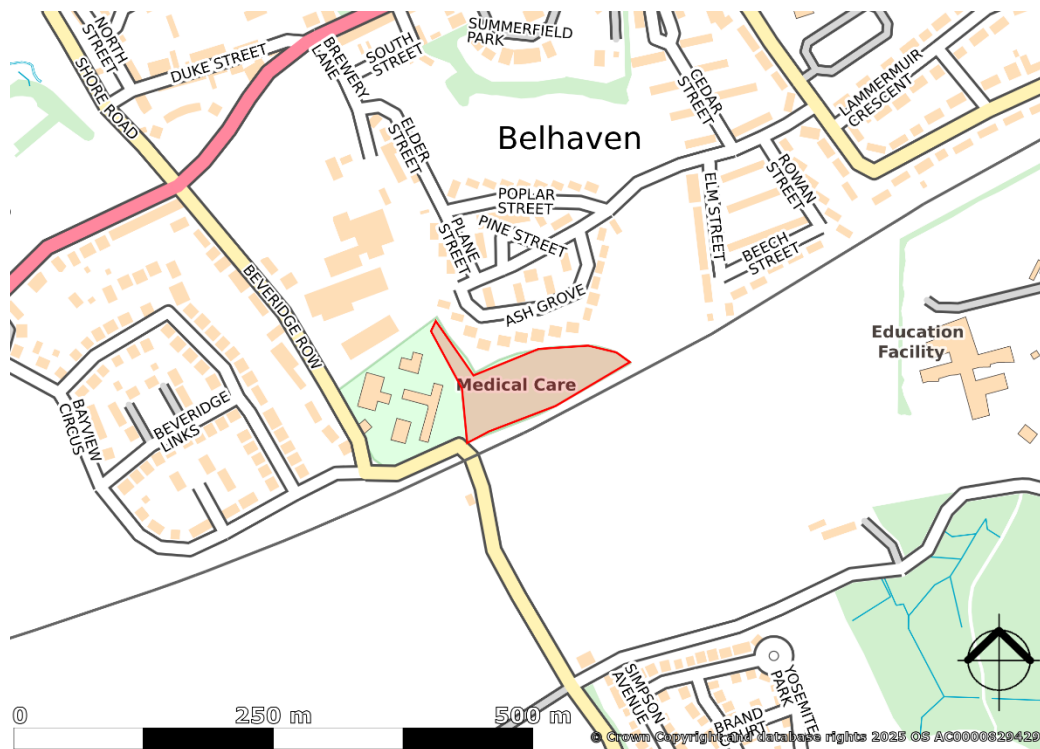 NORTH
STREET
SHORE ROAD
DUKE STREET
BREWERY
LANE
SOUTH
STREET
SUMMERFIELD
PARK
CEDAR
STREET
LAMMERMUIR
CRESCENT
Belhaven
ELDER
STREET
POPLAR
STREET
PINE STREET
PLANE
STREET
ASH GROVE
ELM STREET
ROWAN
STREET
BEECH
STREET
BEVERIDGE ROW
Education
Facility
Medical Care
BAYVIEW
CIRCUS
BEVERIDGE
LINKS
SIMPSON
AVENUE
BRAND
COURT
YOSEMITE
PARK
0 250 m 500 m
© Crown Copyright and database rights 2025 OS AC0000829429